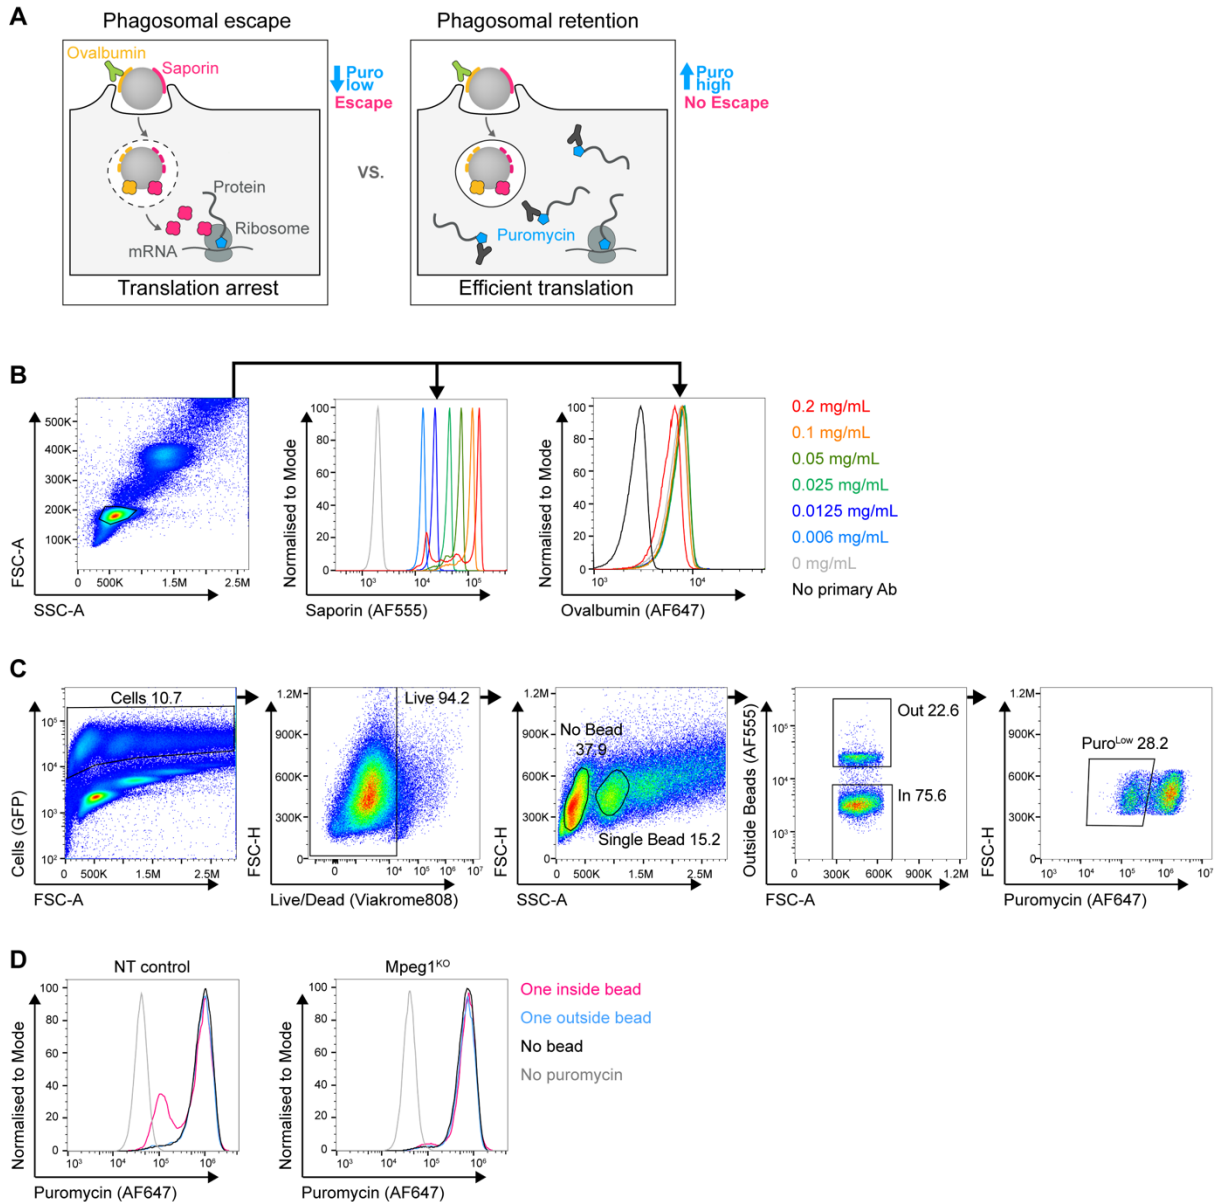 A
Phagosomal escape
Phagosomal retention
Ovalbumin
Saporin
Puro
low
Escape
Puro
high
No Escape
vs.
Protein
Ribosome
mRNA
Puromycin
Translation arrest
Efficient translation
B
500K
400K
300K
200K
100K
FSC-A
0 500K 1.5M 2.5M
SSC-A
100
80
60
40
20
0
Normalised to Mode
10³ 10⁴ 10⁵
Saporin (AF555)
100
80
60
40
20
0
Normalised to Mode
10³ 10⁴
Ovalbumin (AF647)
0.2 mg/mL
0.1 mg/mL
0.05 mg/mL
0.025 mg/mL
0.0125 mg/mL
0.006 mg/mL
0 mg/mL
No primary Ab
C
Cells 10.7
10⁵
10⁴
10³
10²
Cells (GFP)
0 500K 1.5M
FSC-A
Live 94.2
1.2M
900K
600K
300K
0
FSC-H
0 10⁴ 10⁵ 10⁶ 10⁷
Live/Dead (Viakrome808)
No Bead
37.9
Single Bead 15.2
1.2M
900K
600K
300K
0
FSC-H
0 500K 1.5M 2.5M
SSC-A
Out 22.6
In 75.6
10⁵
10⁴
10³
Outside Beads (AF555)
0 300K 600K 900K 1.2M
FSC-A
Puro^Low 28.2
1.2M
900K
600K
300K
0
FSC-H
10³ 10⁴ 10⁵ 10⁶ 10⁷
Puromycin (AF647)
D
NT control
100
80
60
40
20
0
Normalised to Mode
10³ 10⁴ 10⁵ 10⁶
Puromycin (AF647)
Mpeg1^KO
100
80
60
40
20
0
Normalised to Mode
10³ 10⁴ 10⁵ 10⁶
Puromycin (AF647)
One inside bead
One outside bead
No bead
No puromycin